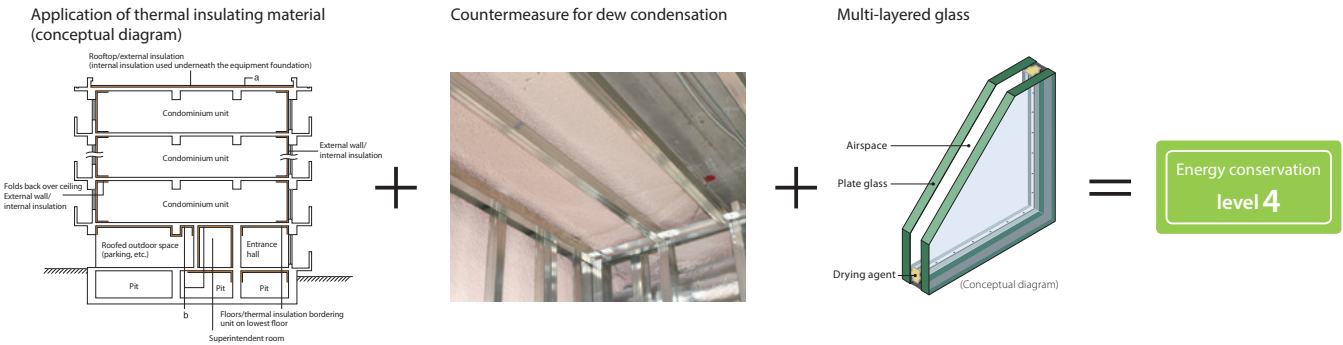 Application of thermal insulating material
(conceptual diagram)
Rooftop/external insulation
(internal insulation used underneath the equipment foundation)
a
Condominium unit
Condominium unit
External wall/
internal insulation
Folds back over ceiling
External wall/
internal insulation
Condominium unit
Roofed outdoor space
(parking, etc.)
Entrance
hall
Pit
Pit
Pit
b
Floors/thermal insulation bordering
unit on lowest floor
Superintendent room
+
Countermeasure for dew condensation
+
Multi-layered glass
Airspace
Plate glass
Drying agent
(Conceptual diagram)
=
Energy conservation
level 4